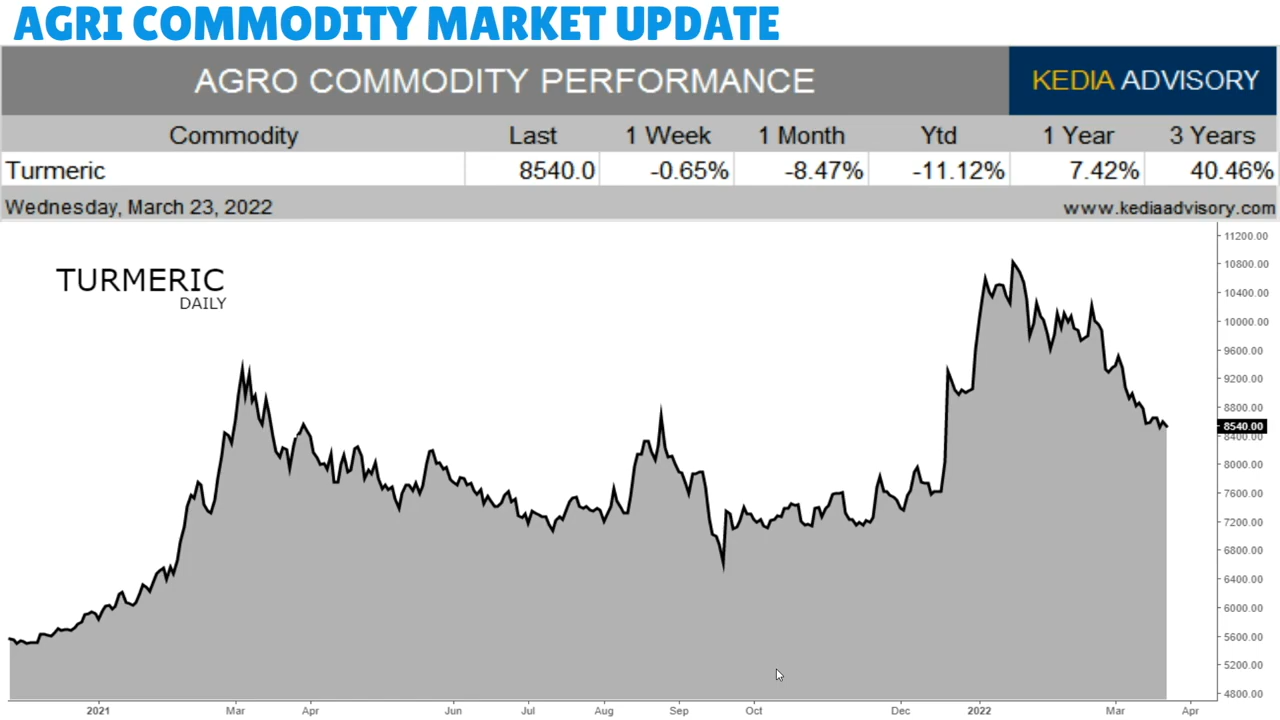 AGRI COMMODITY MARKET UPDATE
AGRO COMMODITY PERFORMANCE KEDIA ADVISORY
Commodity Last 1 Week 1 Month Ytd 1 Year 3 Years
Turmeric 8540.0 -0.65% -8.47% -11.12% 7.42% 40.46%
Wednesday, March 23, 2022 www.kediaadvisory.com
TURMERIC
DAILY
11200.00
10800.00
10400.00
10000.00
9600.00
9200.00
8800.00
8540.00
8400.00
8000.00
7600.00
7200.00
6800.00
6400.00
6000.00
5600.00
5200.00
4800.00
2021 Mar Apr Jun Jul Aug Sep Oct Dec 2022 Mar Apr